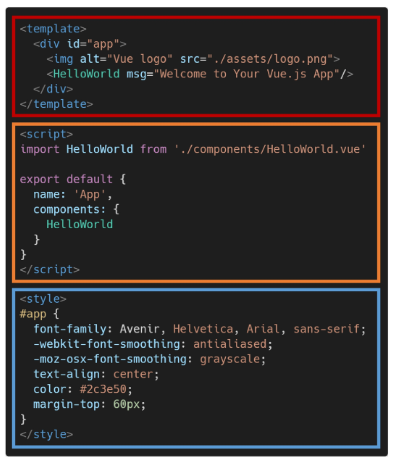 <template>
  <div id="app">
    <img alt="Vue logo" src="./assets/logo.png">
    <HelloWorld msg="Welcome to Your Vue.js App"/>
  </div>
</template>
<script>
import HelloWorld from './components/HelloWorld.vue'
export default {
  name: 'App',
  components: {
    HelloWorld
  }
}
</script>
<style>
#app {
  font-family: Avenir, Helvetica, Arial, sans-serif;
  -webkit-font-smoothing: antialiased;
  -moz-osx-font-smoothing: grayscale;
  text-align: center;
  color: #2c3e50;
  margin-top: 60px;
}
</style>